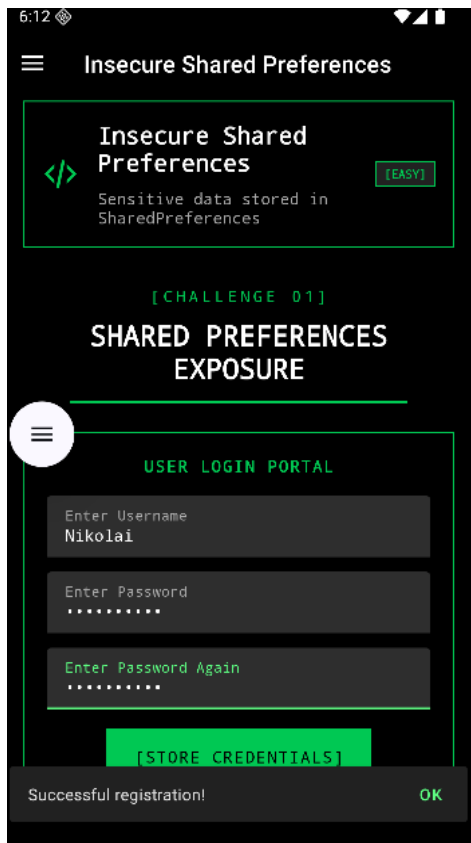 6:12
Insecure Shared Preferences
</>
Insecure Shared
Preferences
[EASY]
Sensitive data stored in
SharedPreferences
[CHALLENGE 01]
SHARED PREFERENCES
EXPOSURE
USER LOGIN PORTAL
Enter Username
Nikolai
Enter Password
••••••••••
Enter Password Again
••••••••••
[STORE CREDENTIALS]
Successful registration!
OK